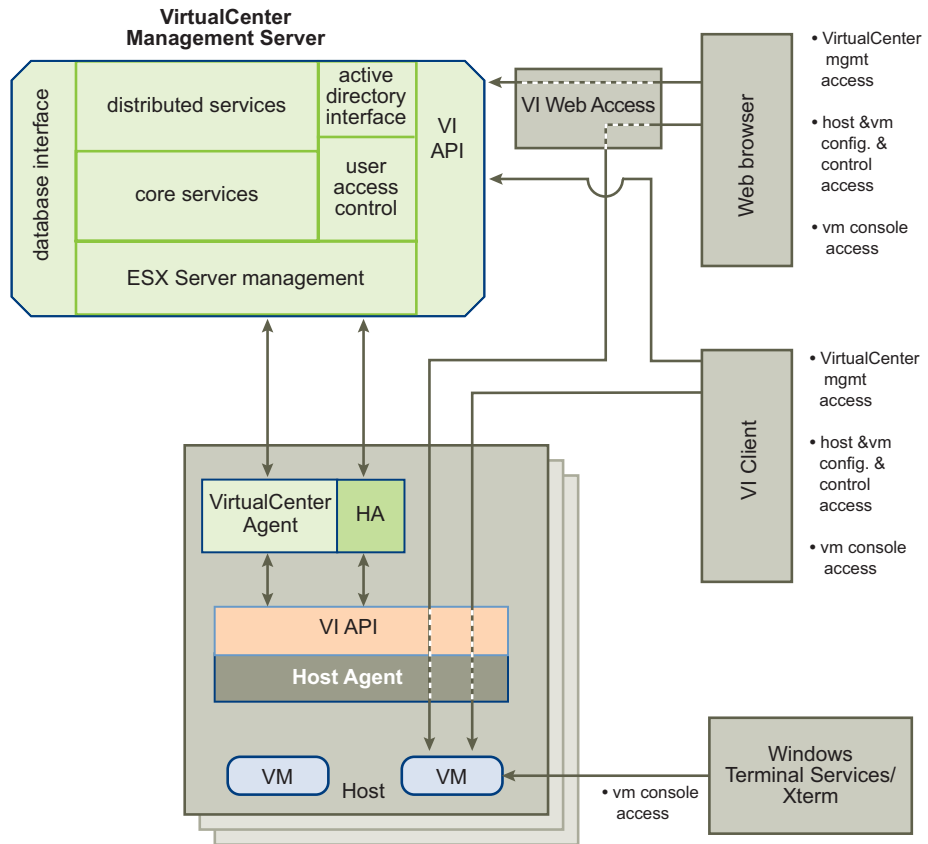 VirtualCenter
Management Server
database interface
distributed services
active
directory
interface
VI
API
core services
user
access
control
ESX Server management
VI Web Access
Web browser
• VirtualCenter
mgmt
access
• host &vm
config. &
control
access
• vm console
access
VI Client
• VirtualCenter
mgmt
access
• host &vm
config. &
control
access
• vm console
access
VirtualCenter
Agent
HA
VI API
Host Agent
VM
Host
VM
• vm console
access
Windows
Terminal Services/
Xterm